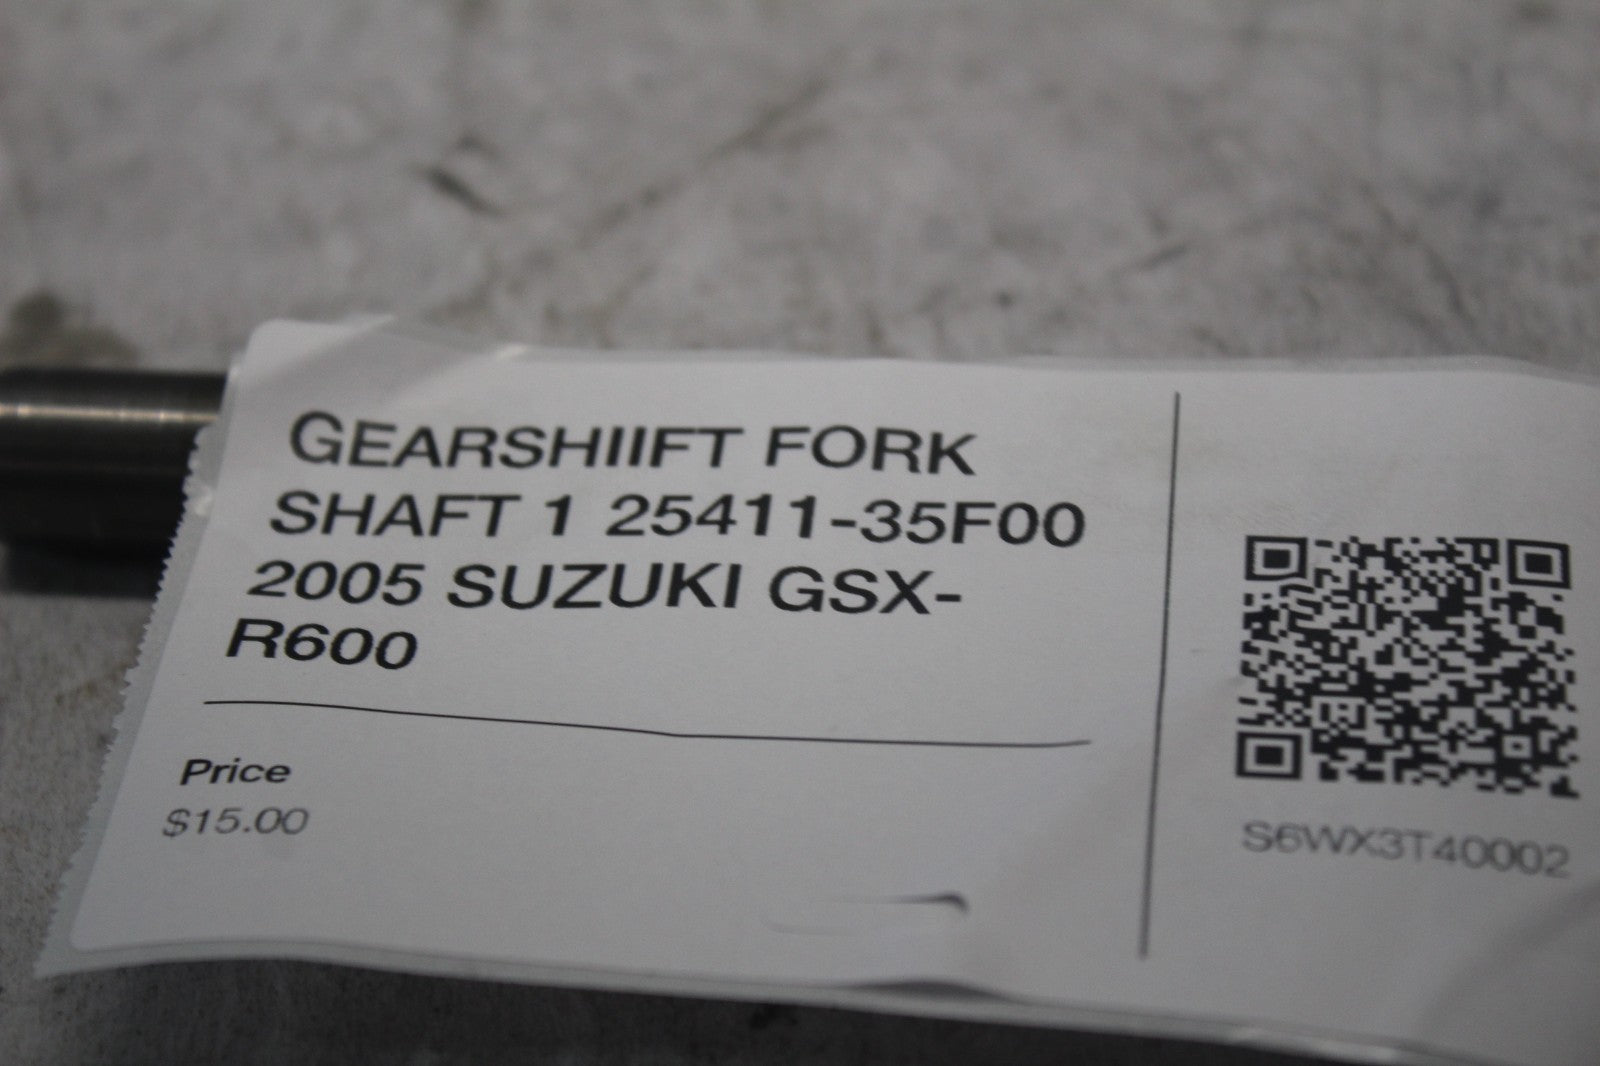 GEARSHIIFT FORK
SHAFT 1 25411-35F00
2005 SUZUKI GSX-
R600
Price
$15.00
S6WX3T40002